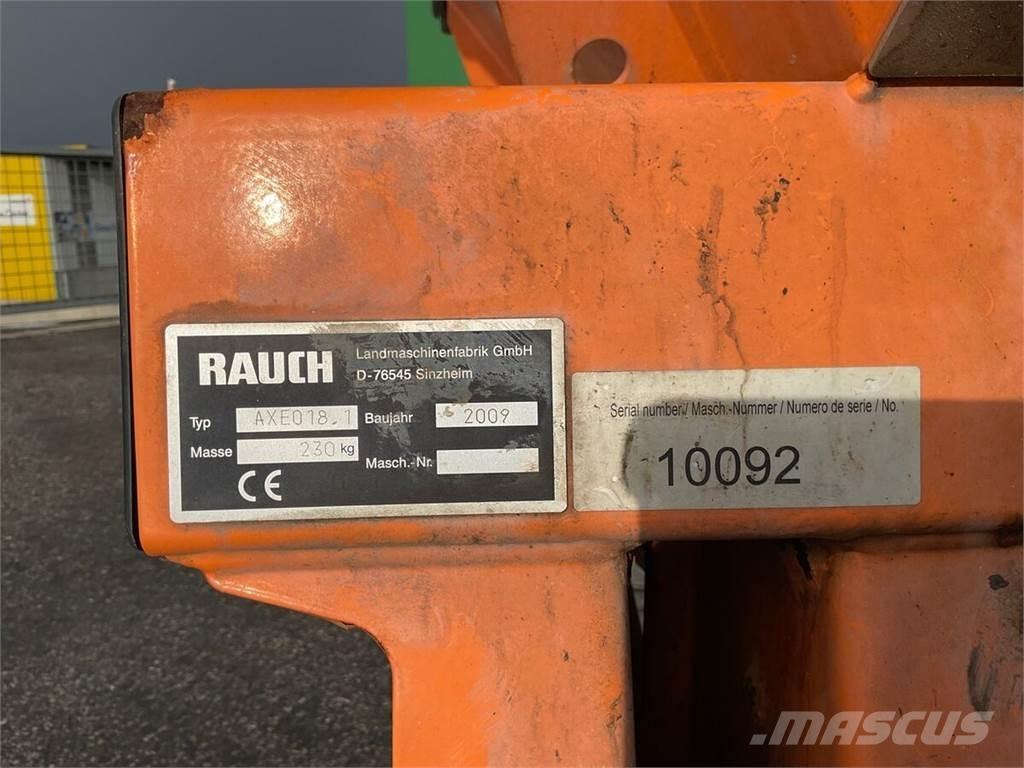 RAUCH
Landmaschinenfabrik GmbH
D-76545 Sinzheim
Typ AXE018.1 Baujahr 2009
Masse 230 kg Masch.-Nr.
CE
Serial number / Masch.-Nummer / Numero de serie / No.
10092
MASCUS